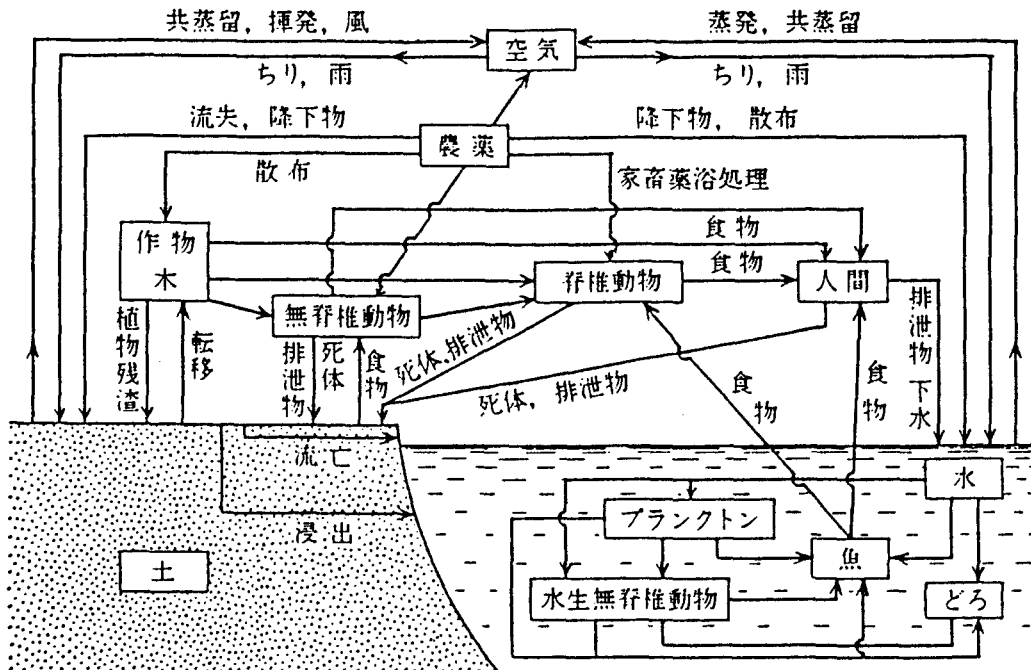 共蒸留, 揮発, 風
蒸発, 共蒸留
空気
ちり, 雨
ちり, 雨
流失, 降下物
降下物, 散布
農薬
散布
家畜薬浴処理
食物
作物
木
食物
脊椎動物
人間
無脊椎動物
植物残渣
転移
排泄物
死体
食物
死体, 排泄物
死体, 排泄物
食物
食物
排泄物 下水
流亡
浸出
土
水
プランクトン
魚
水生無脊椎動物
どろ